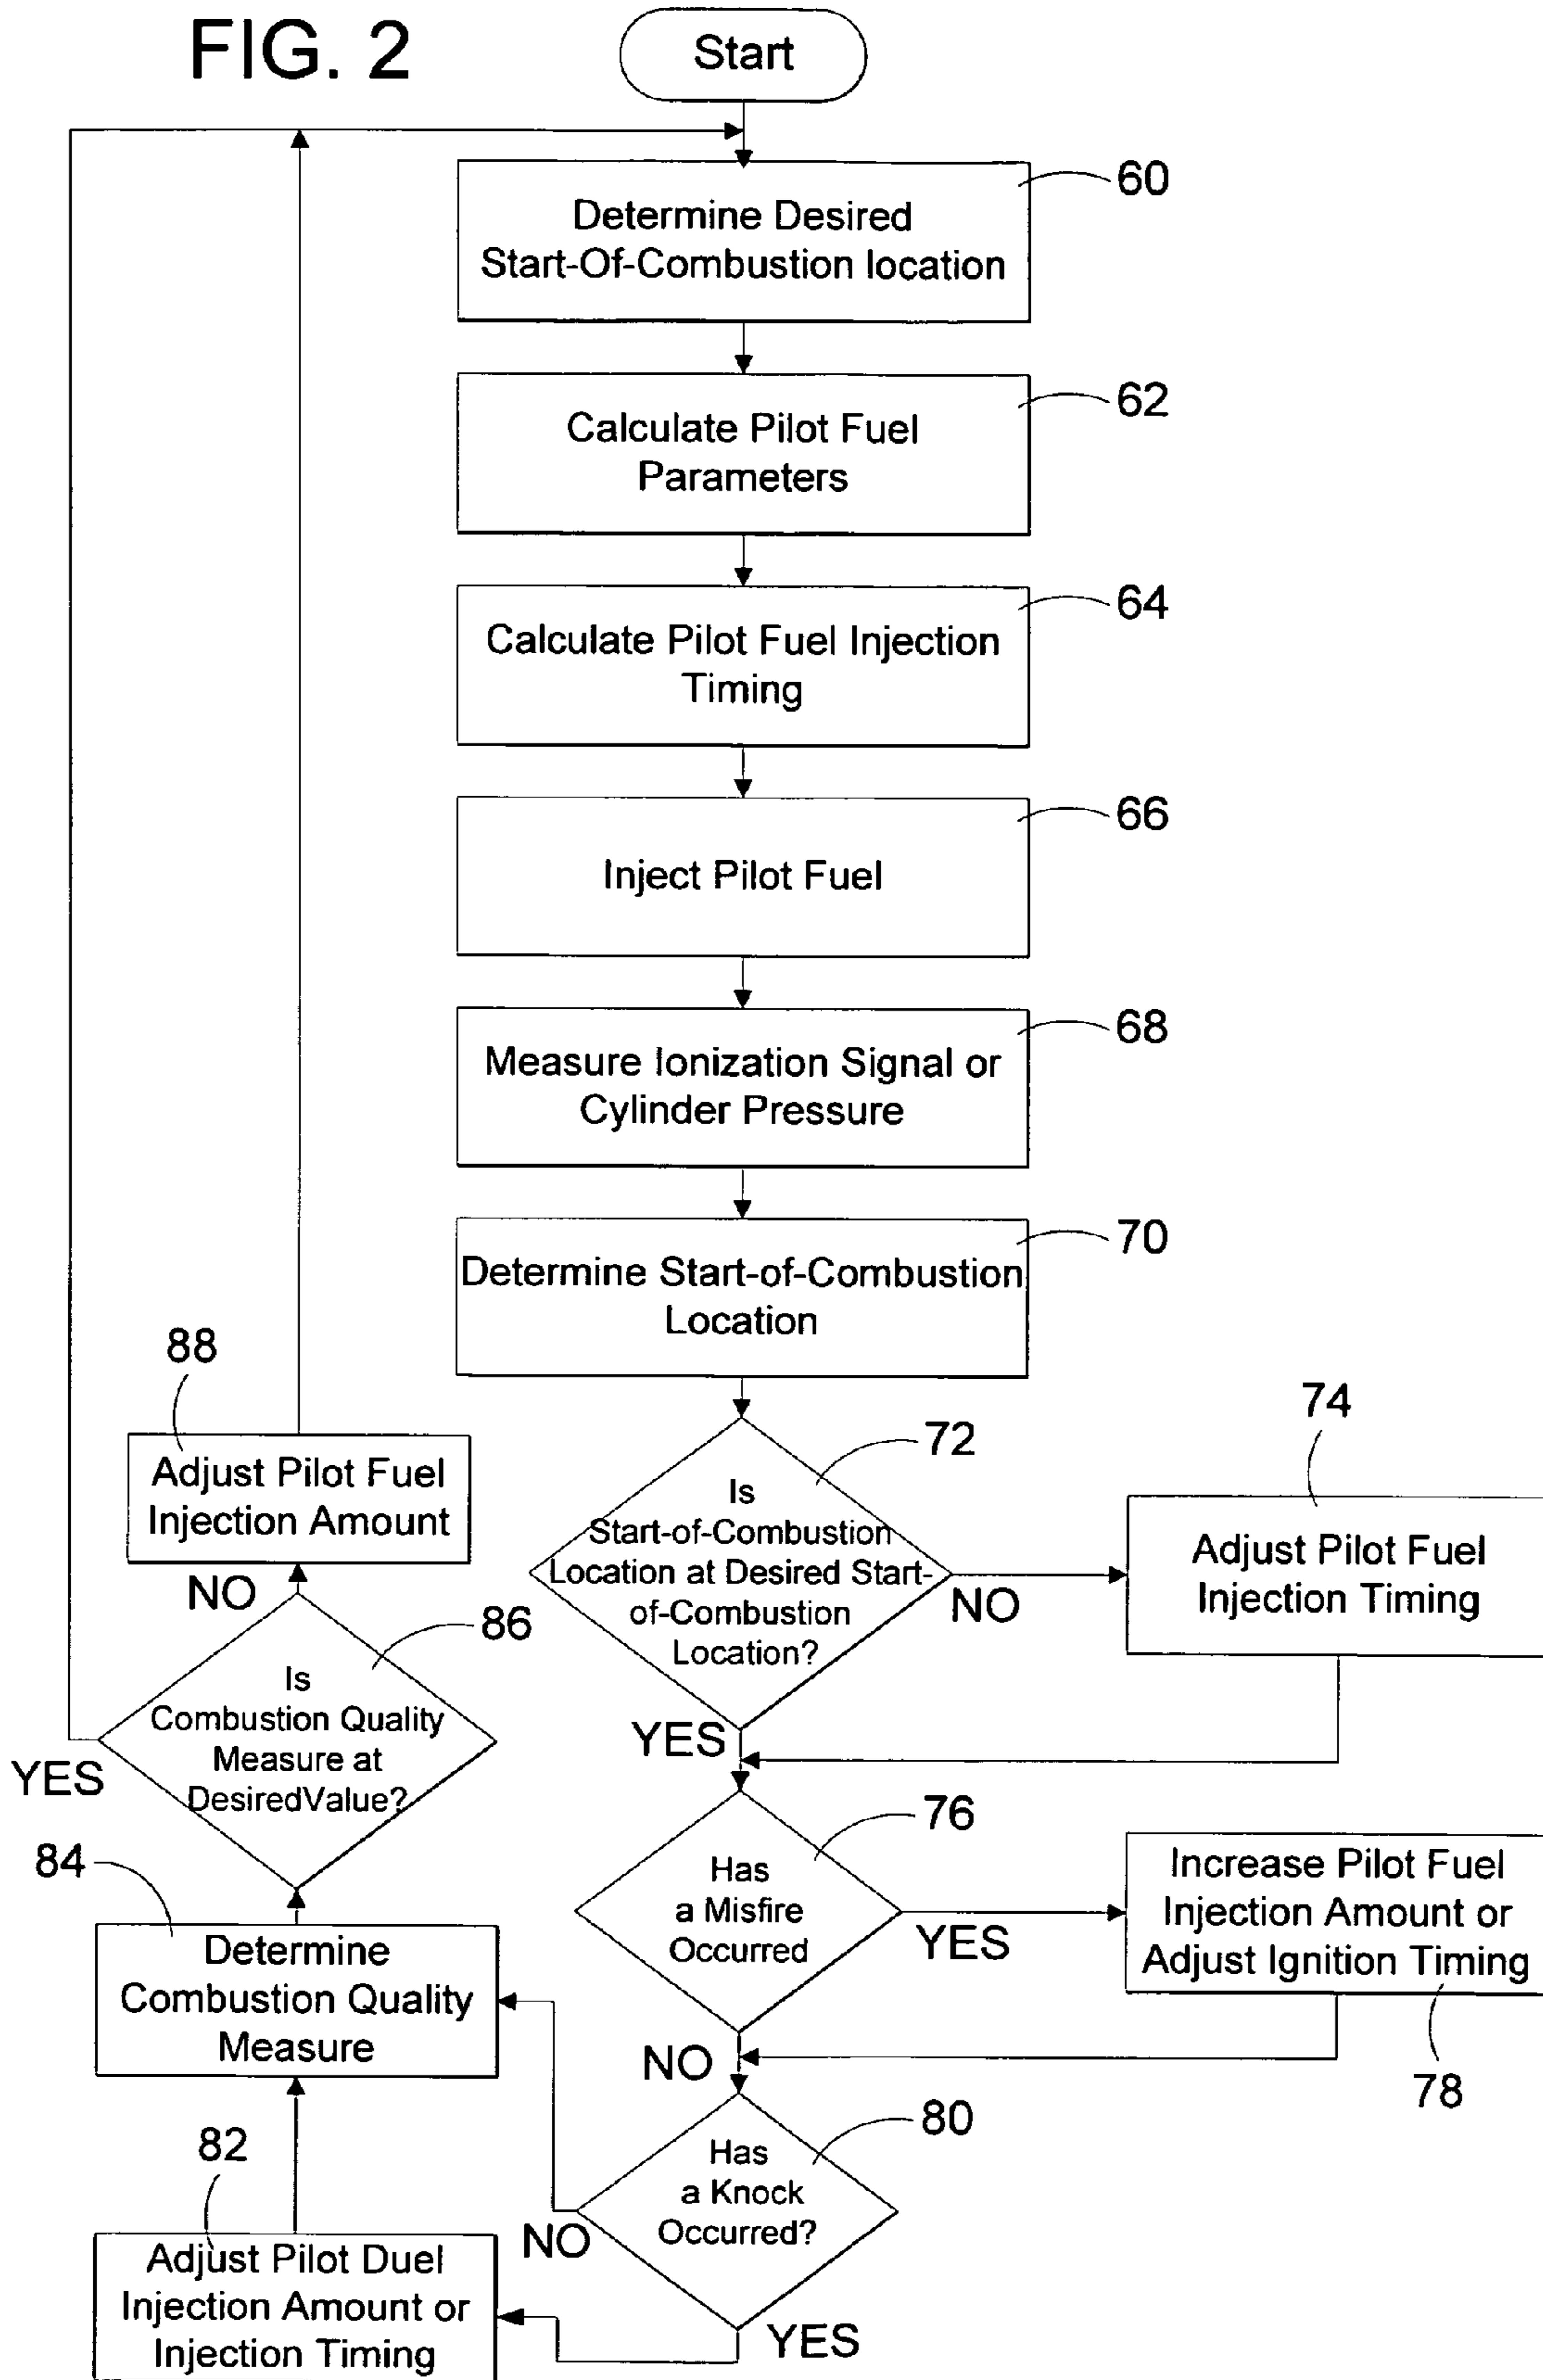 FIG. 2
Start
60
Determine Desired
Start-Of-Combustion location
62
Calculate Pilot Fuel
Parameters
64
Calculate Pilot Fuel Injection
Timing
66
Inject Pilot Fuel
68
Measure Ionization Signal or
Cylinder Pressure
70
Determine Start-of-Combustion
Location
72
Is
Start-of-Combustion
Location at Desired Start-
of-Combustion
Location?
NO
YES
74
Adjust Pilot Fuel
Injection Timing
76
Has
a Misfire
Occurred
YES
NO
Increase Pilot Fuel
Injection Amount or
Adjust Ignition Timing
78
80
Has
a Knock
Occurred?
NO
YES
82
Adjust Pilot Duel
Injection Amount or
Injection Timing
84
Determine
Combustion Quality
Measure
86
Is
Combustion Quality
Measure at
DesiredValue?
YES
NO
88
Adjust Pilot Fuel
Injection Amount